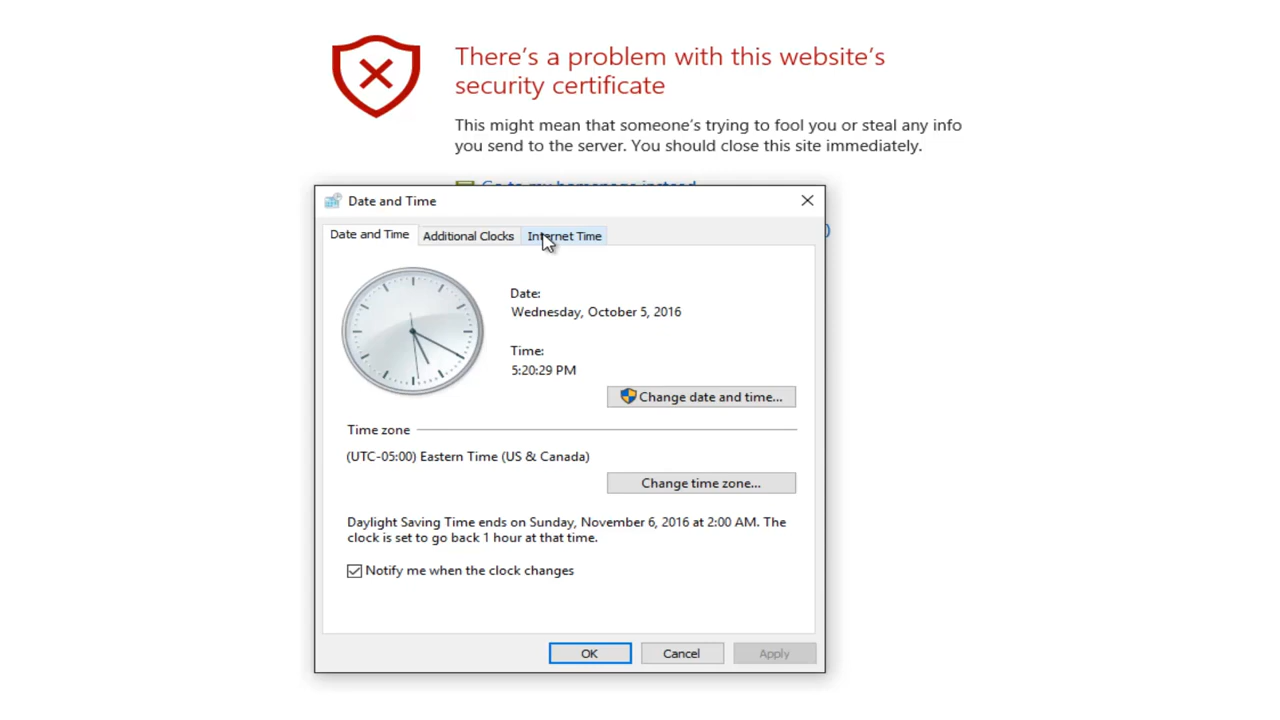 There's a problem with this website's
security certificate
This might mean that someone's trying to fool you or steal any info
you send to the server. You should close this site immediately.
Go to my homepage instead
Date and Time
Date and Time
Additional Clocks
Internet Time
Date:
Wednesday, October 5, 2016
Time:
5:20:29 PM
Change date and time...
Time zone
(UTC-05:00) Eastern Time (US & Canada)
Change time zone...
Daylight Saving Time ends on Sunday, November 6, 2016 at 2:00 AM. The
clock is set to go back 1 hour at that time.
Notify me when the clock changes
OK
Cancel
Apply